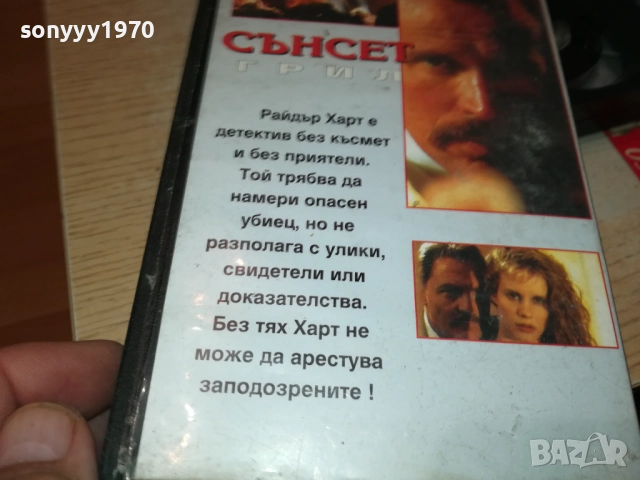 sonyyy1970
СЪНСЕТ
ГРИЛ
Райдър Харт е
детектив без късмет
и без приятели.
Той трябва да
намери опасен
убиец, но не
разполага с улики,
свидетели или
доказателства.
Без тях Харт не
може да арестува
заподозрените !
BAZAR